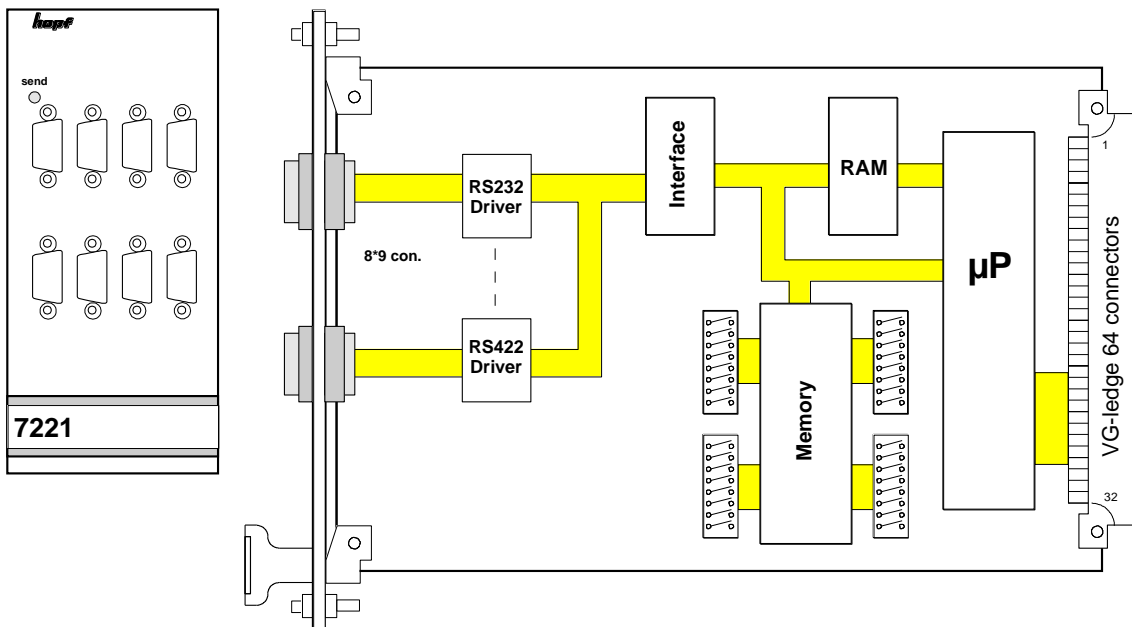 hopf
send
7221
8*9 con.
RS232
Driver
RS422
Driver
Interface
RAM
µP
Memory
1
VG-ledge 64 connectors
32